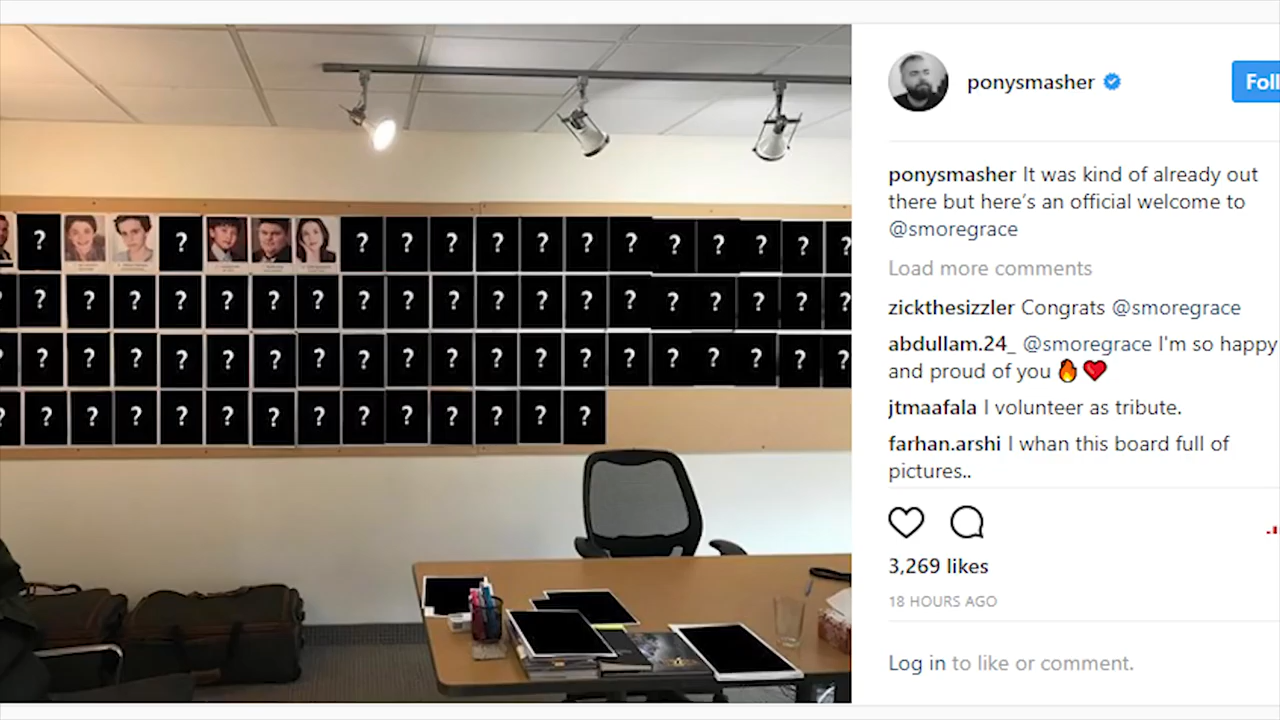 ponysmasher
Foll
ponysmasher It was kind of already out
there but here's an official welcome to
@smoregrace
Load more comments
zickthesizzler Congrats @smoregrace
abdullam.24_ @smoregrace I'm so happy
and proud of you 🔥❤
jtmaafala I volunteer as tribute.
farhan.arshi I whan this board full of
pictures..
3,269 likes
18 HOURS AGO
Log in to like or comment.
? ? ? ? ? ? ? ? ? ? ? ? ? ?
? ? ? ? ? ? ? ? ? ? ? ? ? ? ? ? ? ? ? ?
? ? ? ? ? ? ? ? ? ? ? ? ? ? ? ? ? ? ? ?
? ? ? ? ? ? ? ? ? ? ? ? ? ?